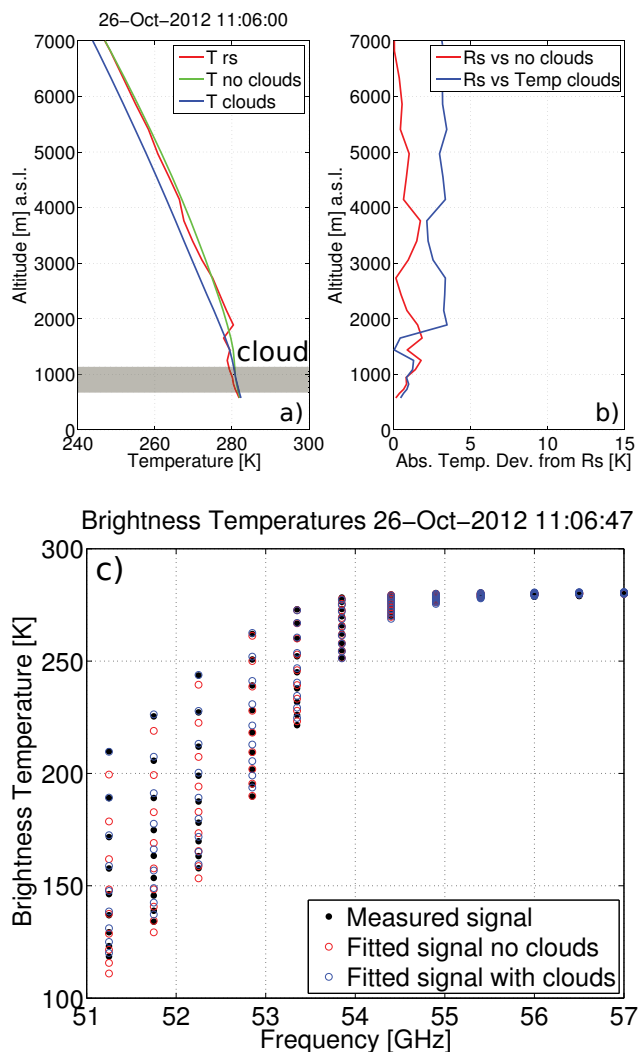 26−Oct−2012 11:06:00
7000
6000
5000
4000
3000
2000
1000
0
Altitude [m] a.s.l.
T rs
T no clouds
T clouds
cloud
a)
240 260 280 300
Temperature [K]
7000
6000
5000
4000
3000
2000
1000
0
Altitude [m] a.s.l.
Rs vs no clouds
Rs vs Temp clouds
b)
0 5 10 15
Abs. Temp. Dev. from Rs [K]
Brightness Temperatures 26−Oct−2012 11:06:47
c)
300
250
200
150
100
Brightness Temperature [K]
Measured signal
Fitted signal no clouds
Fitted signal with clouds
51 52 53 54 55 56 57
Frequency [GHz]